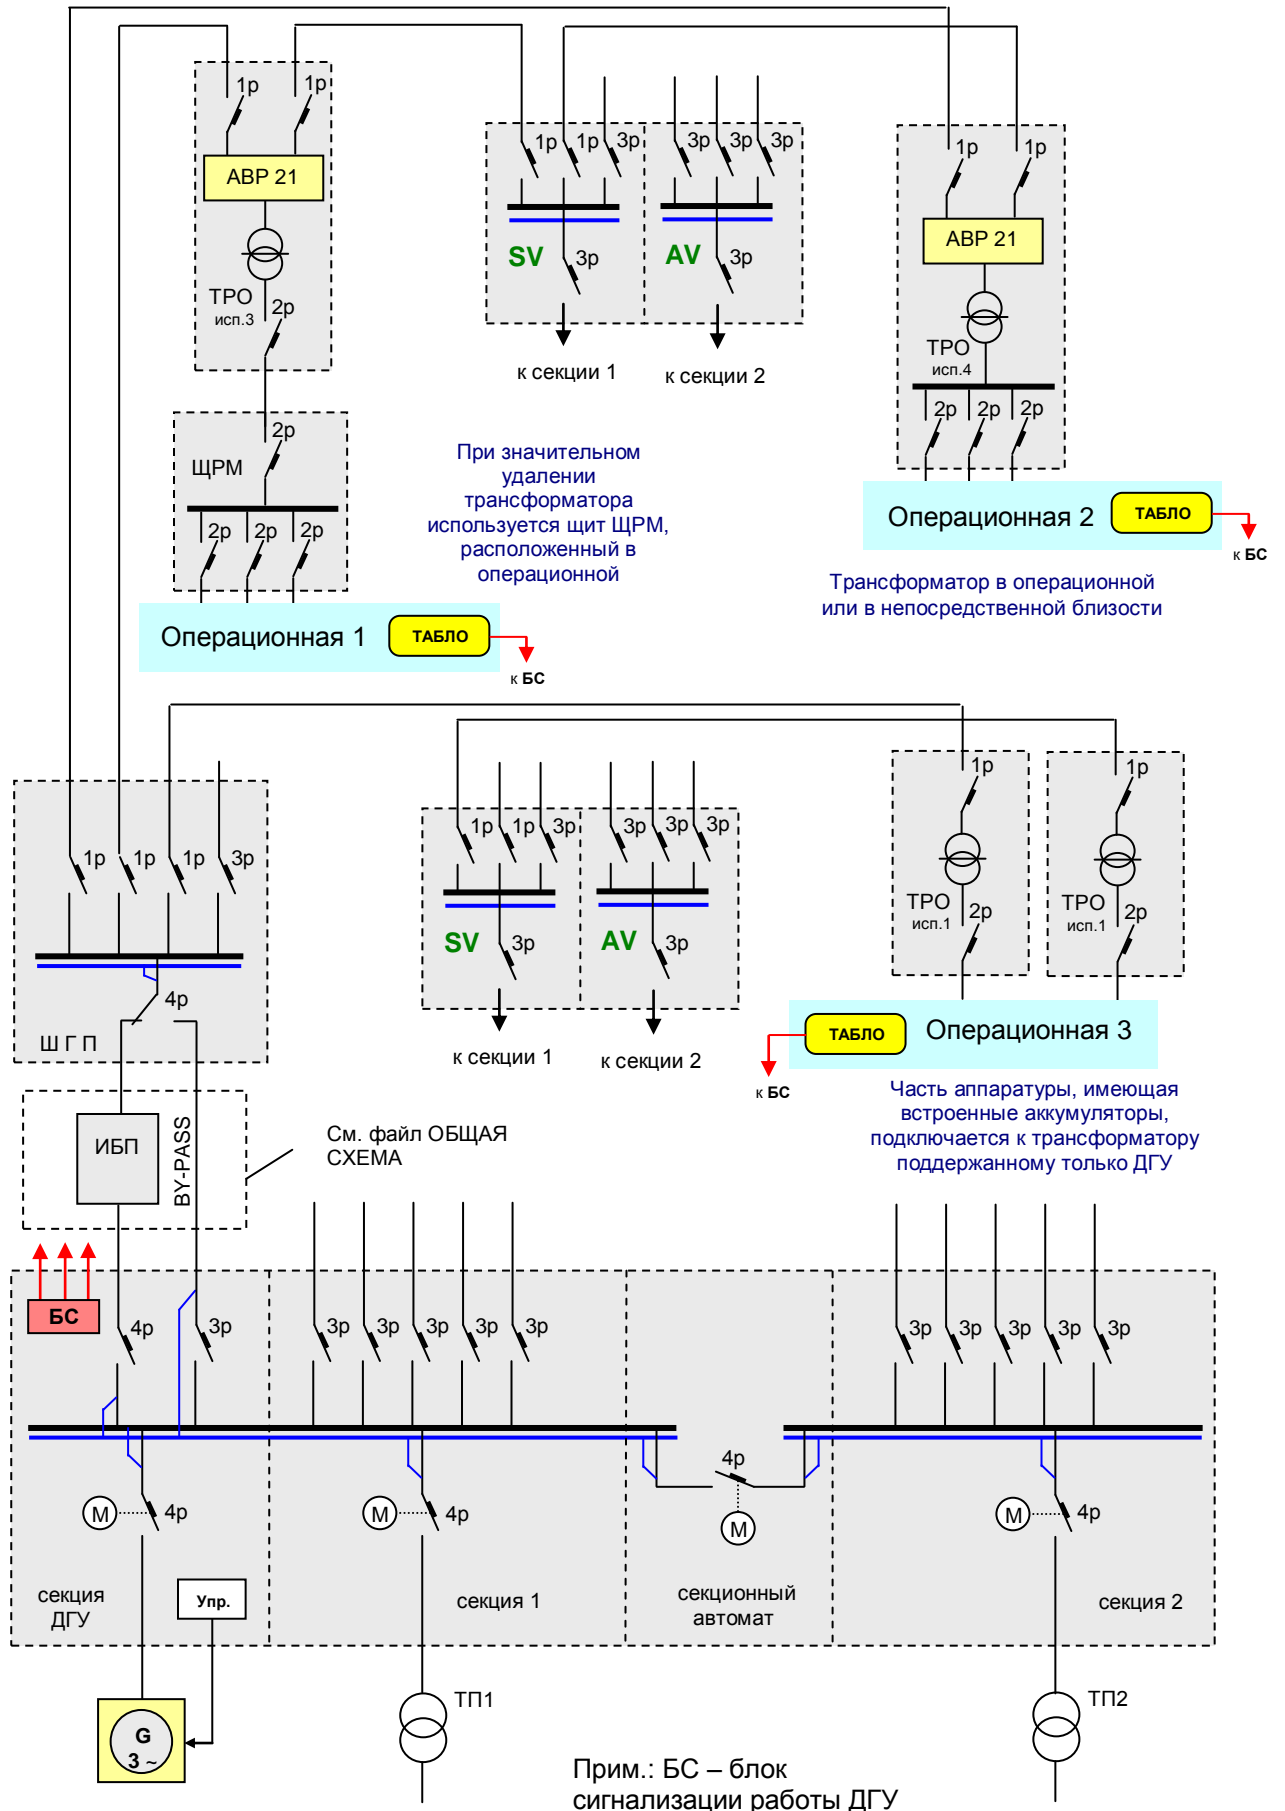 1р
1р
АВР 21
ТРО
исп.3
2р
1р
1р
3р
3р
3р
3р
SV
3р
AV
3р
к секции 1
к секции 2
1р
1р
АВР 21
ТРО
исп.4
2р
2р
2р
2р
ЩРМ
2р
2р
2р
При значительном
удалении
трансформатора
используется щит ЩРМ,
расположенный в
операционной
Операционная 2
ТАБЛО
к БС
Трансформатор в операционной
или в непосредственной близости
Операционная 1
ТАБЛО
к БС
1р
1р
1р
3р
1р
1р
3р
3р
3р
3р
SV
3р
AV
3р
к секции 1
к секции 2
1р
ТРО
исп.1
2р
1р
ТРО
исп.1
2р
4р
Ш Г П
ТАБЛО
Операционная 3
к БС
Часть аппаратуры, имеющая
встроенные аккумуляторы,
подключается к трансформатору
поддержанному только ДГУ
ИБП
BY-PASS
См. файл ОБЩАЯ
СХЕМА
БС
4р
3р
3р
3р
3р
3р
3р
3р
3р
3р
3р
3р
М
4р
М
4р
4р
М
М
4р
секция
ДГУ
Упр.
секция 1
секционный
автомат
секция 2
G
3 ~
ТП1
ТП2
Прим.: БС – блок
сигнализации работы ДГУ